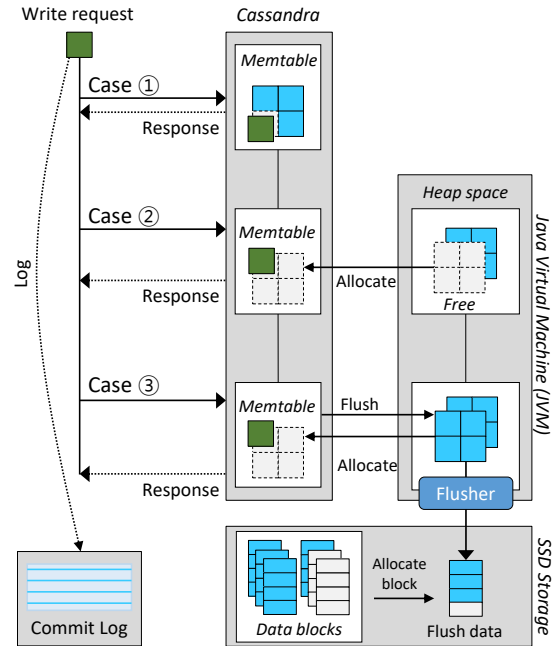 Write request
Cassandra
Memtable
Case ①
Response
Heap space
Case ②
Memtable
Response
Allocate
Free
Log
Java Virtual Machine (JVM)
Case ③
Memtable
Flush
Allocate
Response
Flusher
SSD Storage
Allocate
block
Commit Log
Data blocks
Flush data